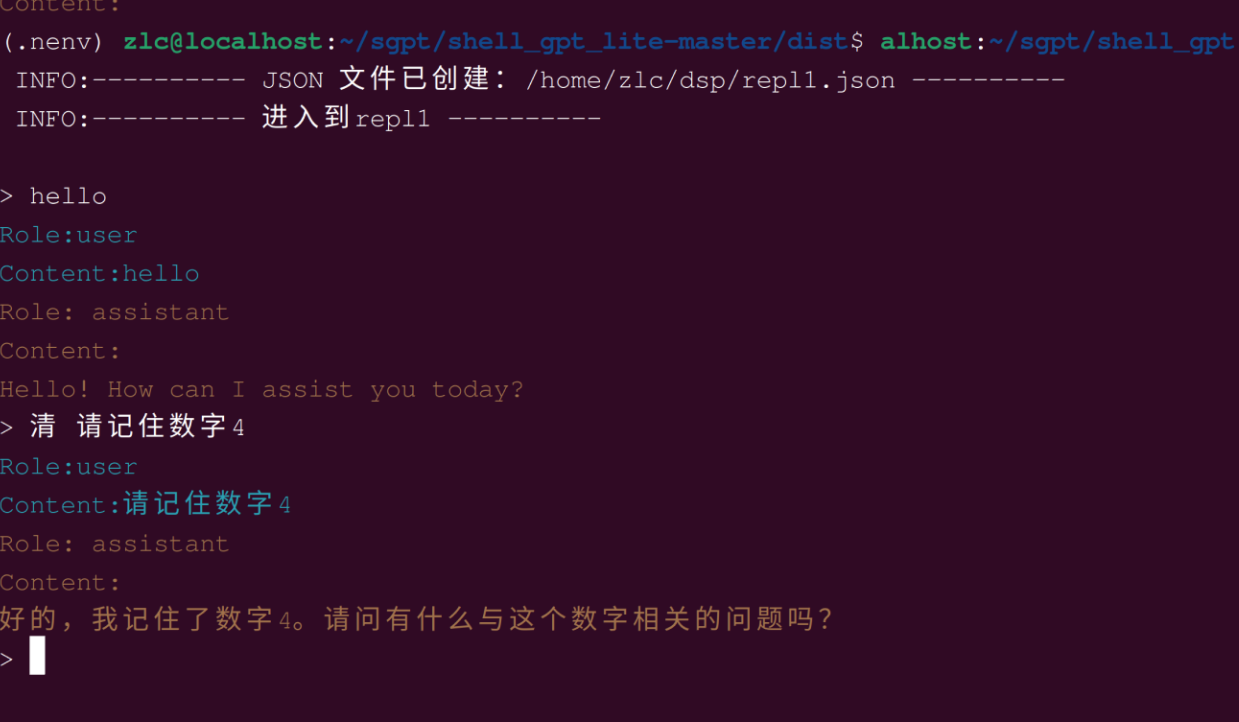 Content:
(.nenv) zlc@localhost:~/sgpt/shell_gpt_lite-master/dist$ alhost:~/sgpt/shell_gpt
INFO:---------- JSON 文件已创建: /home/zlc/dsp/repl1.json ----------
INFO:---------- 进入到repl1 ----------
> hello
Role:user
Content:hello
Role: assistant
Content:
Hello! How can I assist you today?
> 清 请记住数字4
Role:user
Content:请记住数字4
Role: assistant
Content:
好的，我记住了数字4。请问有什么与这个数字相关的问题吗？
>